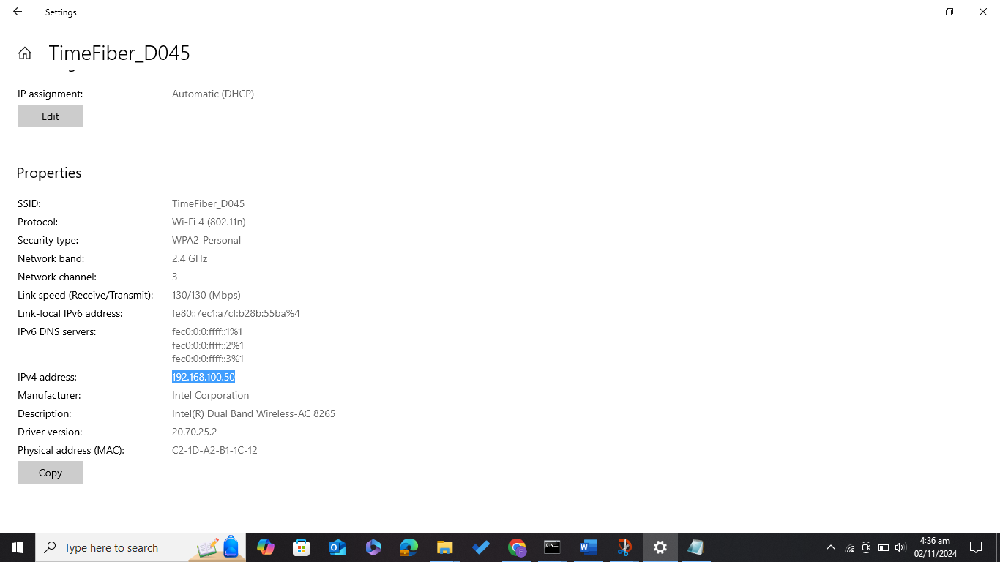 Settings
TimeFiber_D045
IP assignment: Automatic (DHCP)
Edit
Properties
SSID: TimeFiber_D045
Protocol: Wi-Fi 4 (802.11n)
Security type: WPA2-Personal
Network band: 2.4 GHz
Network channel: 3
Link speed (Receive/Transmit): 130/130 (Mbps)
Link-local IPv6 address: fe80::7ec1:a7cf:b28b:55ba%4
IPv6 DNS servers: fec0:0:0:ffff::1%1
fec0:0:0:ffff::2%1
fec0:0:0:ffff::3%1
IPv4 address: 192.168.100.50
Manufacturer: Intel Corporation
Description: Intel(R) Dual Band Wireless-AC 8265
Driver version: 20.70.25.2
Physical address (MAC): C2-1D-A2-B1-1C-12
Copy
Type here to search
4:36 am
02/11/2024